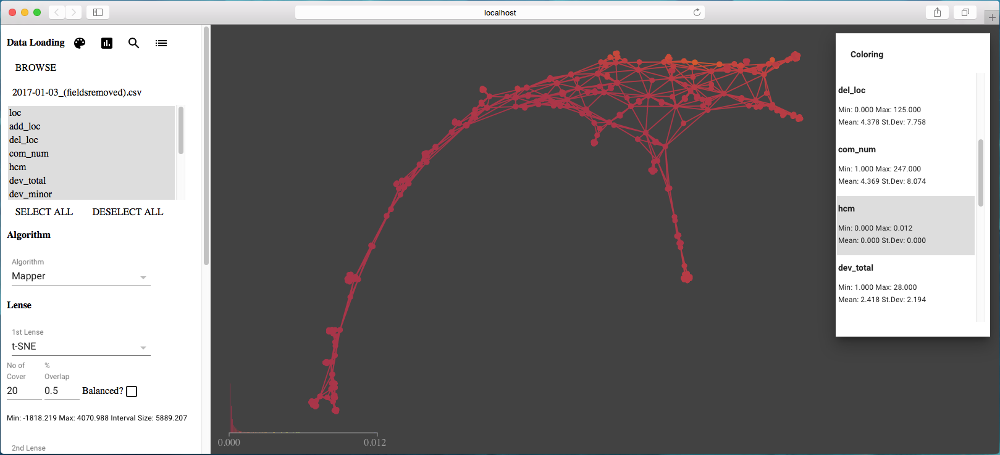 localhost
Data Loading
BROWSE
2017-01-03_(fieldsremoved).csv
loc
add_loc
del_loc
com_num
hcm
dev_total
dev_minor
SELECT ALL DESELECT ALL
Algorithm
Algorithm
Mapper
Lense
1st Lense
t-SNE
No of
Cover
%
Overlap
20
0.5
Balanced?
Min: -1818.219 Max: 4070.988 Interval Size: 5889.207
2nd Lense
0.000
0.012
Coloring
del_loc
Min: 0.000 Max: 125.000
Mean: 4.378 St.Dev: 7.758
com_num
Min: 1.000 Max: 247.000
Mean: 4.369 St.Dev: 8.074
hcm
Min: 0.000 Max: 0.012
Mean: 0.000 St.Dev: 0.000
dev_total
Min: 1.000 Max: 28.000
Mean: 2.418 St.Dev: 2.194